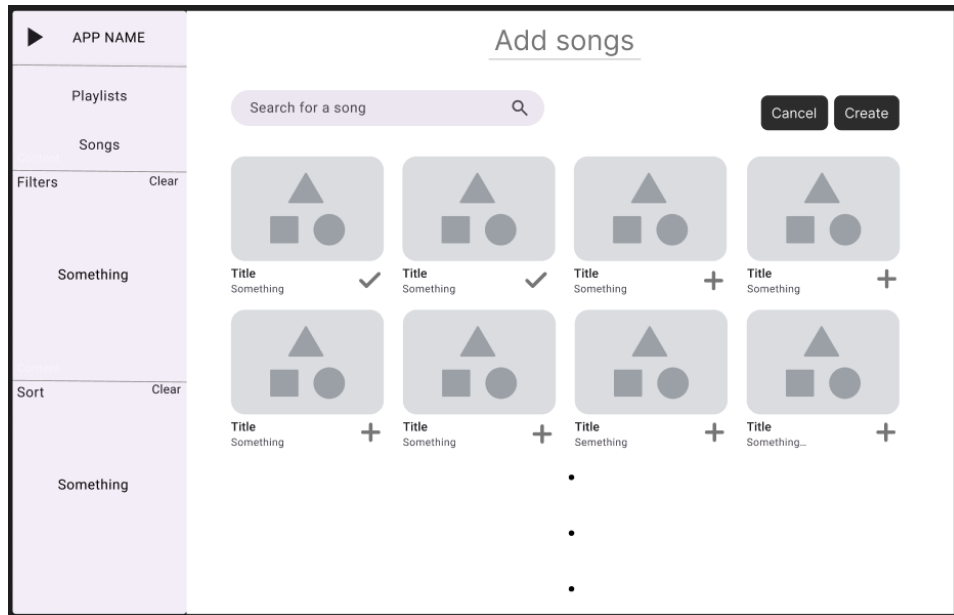 APP NAME
Playlists
Songs
Filters Clear
Something
Sort Clear
Something
Add songs
Search for a song
Cancel Create
Title Title Title Title
Something Something Something Something
Title Title Title Title
Something Something Semething Something...